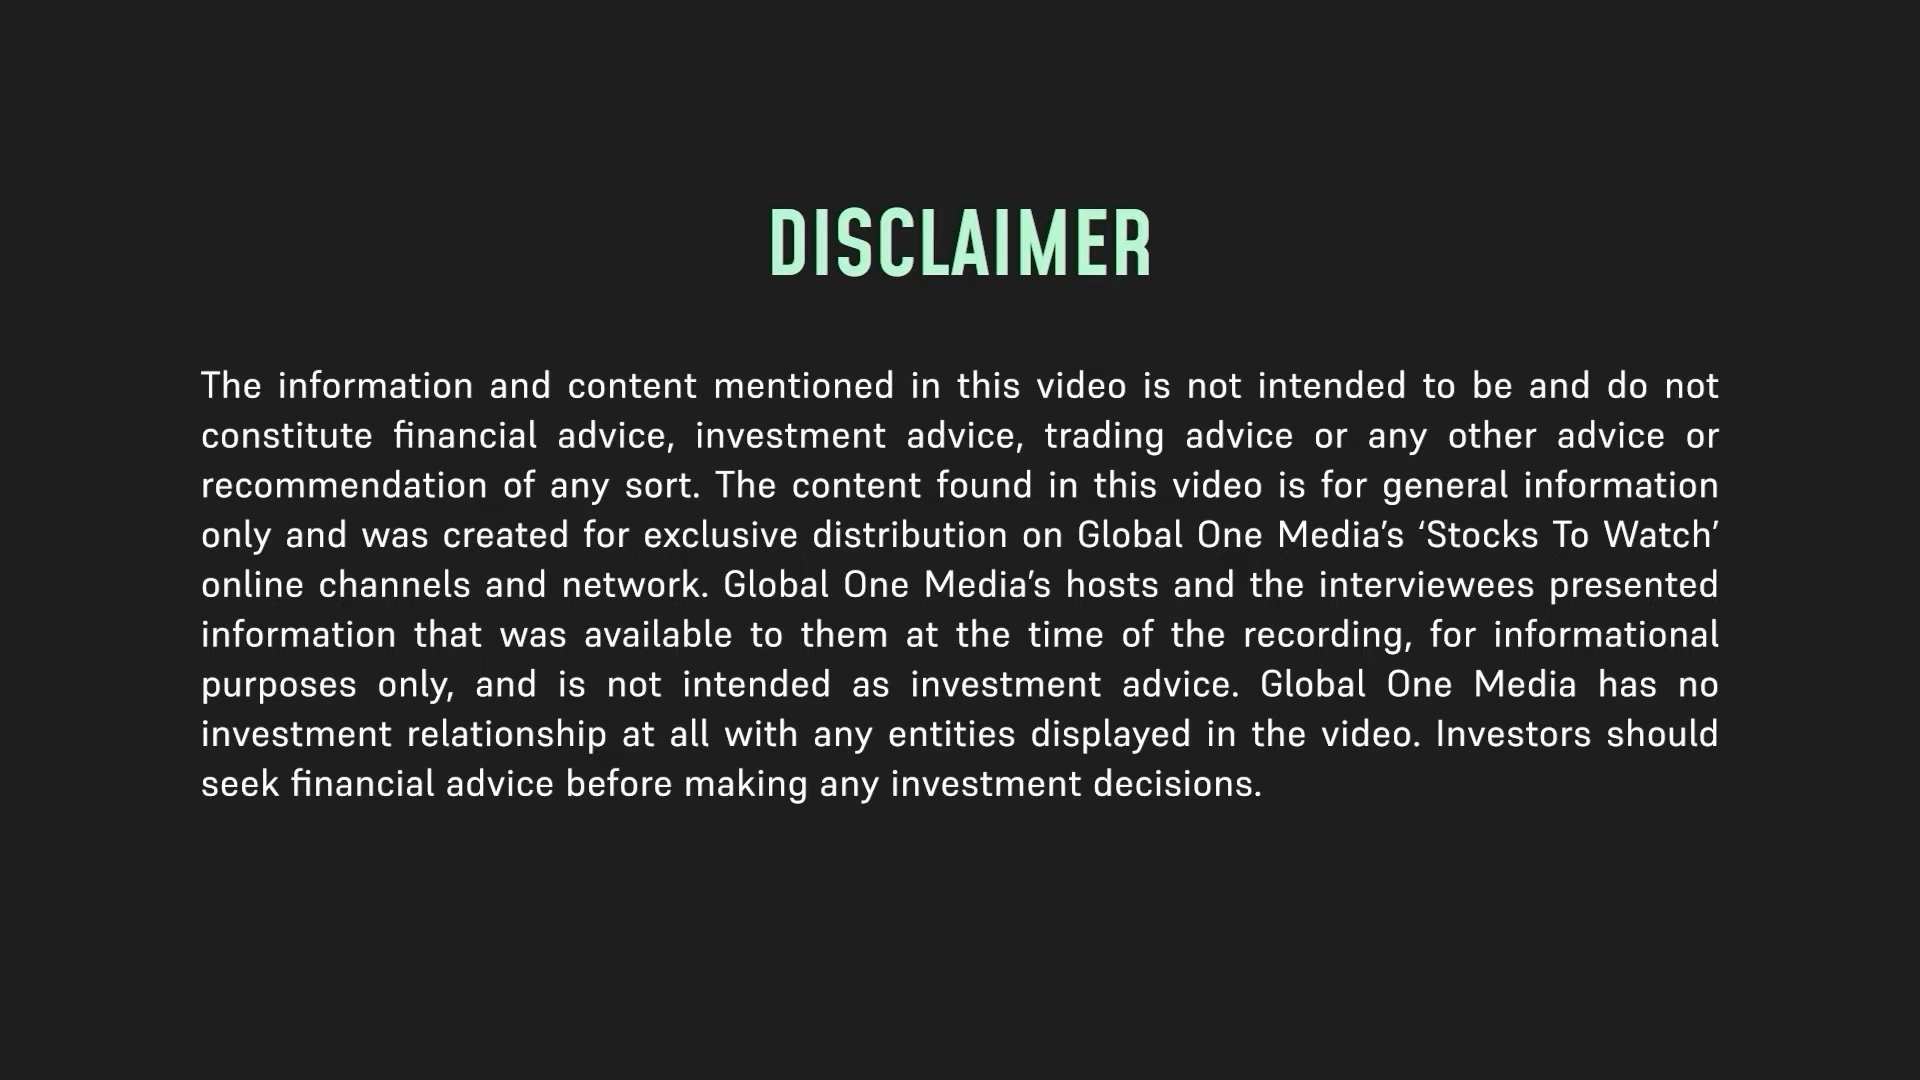 DISCLAIMER
The information and content mentioned in this video is not intended to be and do not
constitute financial advice, investment advice, trading advice or any other advice or
recommendation of any sort. The content found in this video is for general information
only and was created for exclusive distribution on Global One Media’s ‘Stocks To Watch’
online channels and network. Global One Media’s hosts and the interviewees presented
information that was available to them at the time of the recording, for informational
purposes only, and is not intended as investment advice. Global One Media has no
investment relationship at all with any entities displayed in the video. Investors should
seek financial advice before making any investment decisions.